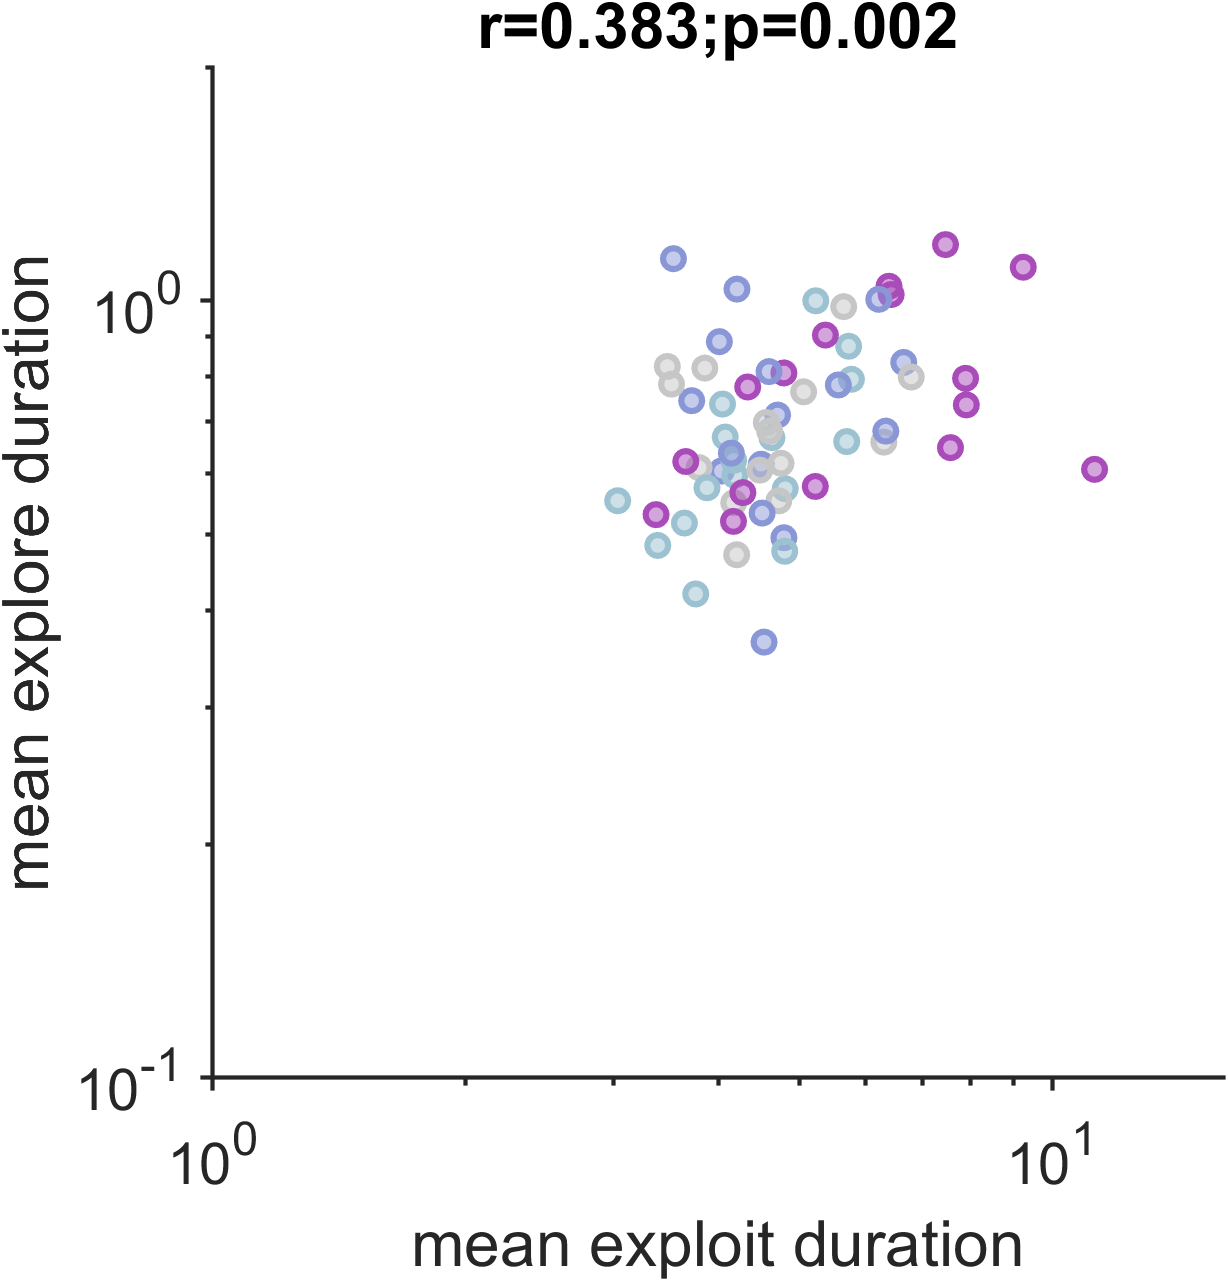 r=0.383;p=0.002
mean explore duration
10^0
10^-1
10^0
10^1
mean exploit duration